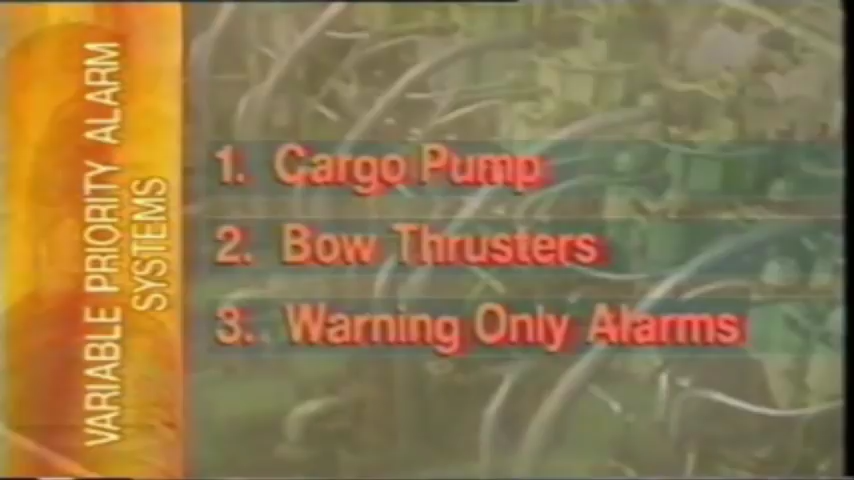 VARIABLE PRIORITY ALARM
SYSTEMS
1. Cargo Pump
2. Bow Thrusters
3. Warning Only Alarms